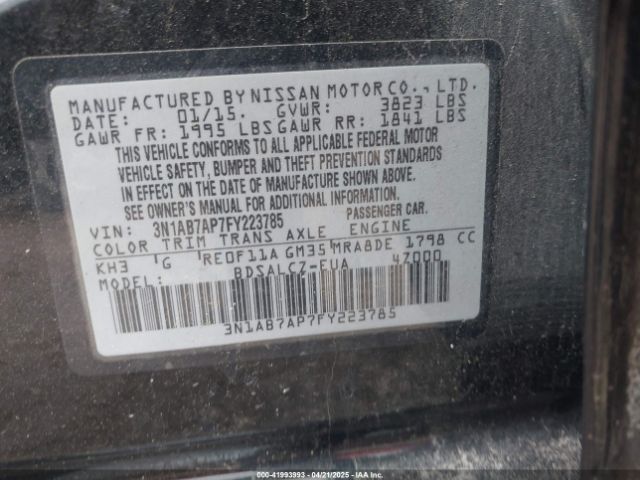 MANUFACTURED BY NISSAN MOTOR CO., LTD.
DATE: 01/15. GVWR: 3823 LBS
GAWR FR: 1995 LBS GAWR RR: 1841 LBS
THIS VEHICLE CONFORMS TO ALL APPLICABLE FEDERAL MOTOR
VEHICLE SAFETY, BUMPER AND THEFT PREVENTION STANDARDS
IN EFFECT ON THE DATE OF MANUFACTURE SHOWN ABOVE.
SEE OWNER'S MANUAL FOR ADDITIONAL INFORMATION.
VIN: 3N1AB7AP7FY223785 PASSENGER CAR.
COLOR TRIM TRANS AXLE ENGINE
KH3 G RE0F11A GM35 MRA8DE 1798 CC
MODEL: BDSALCZ-EUA 47000
3N1AB7AP7FY223785
000-41993993 - 04/21/2025 - IAA Inc.